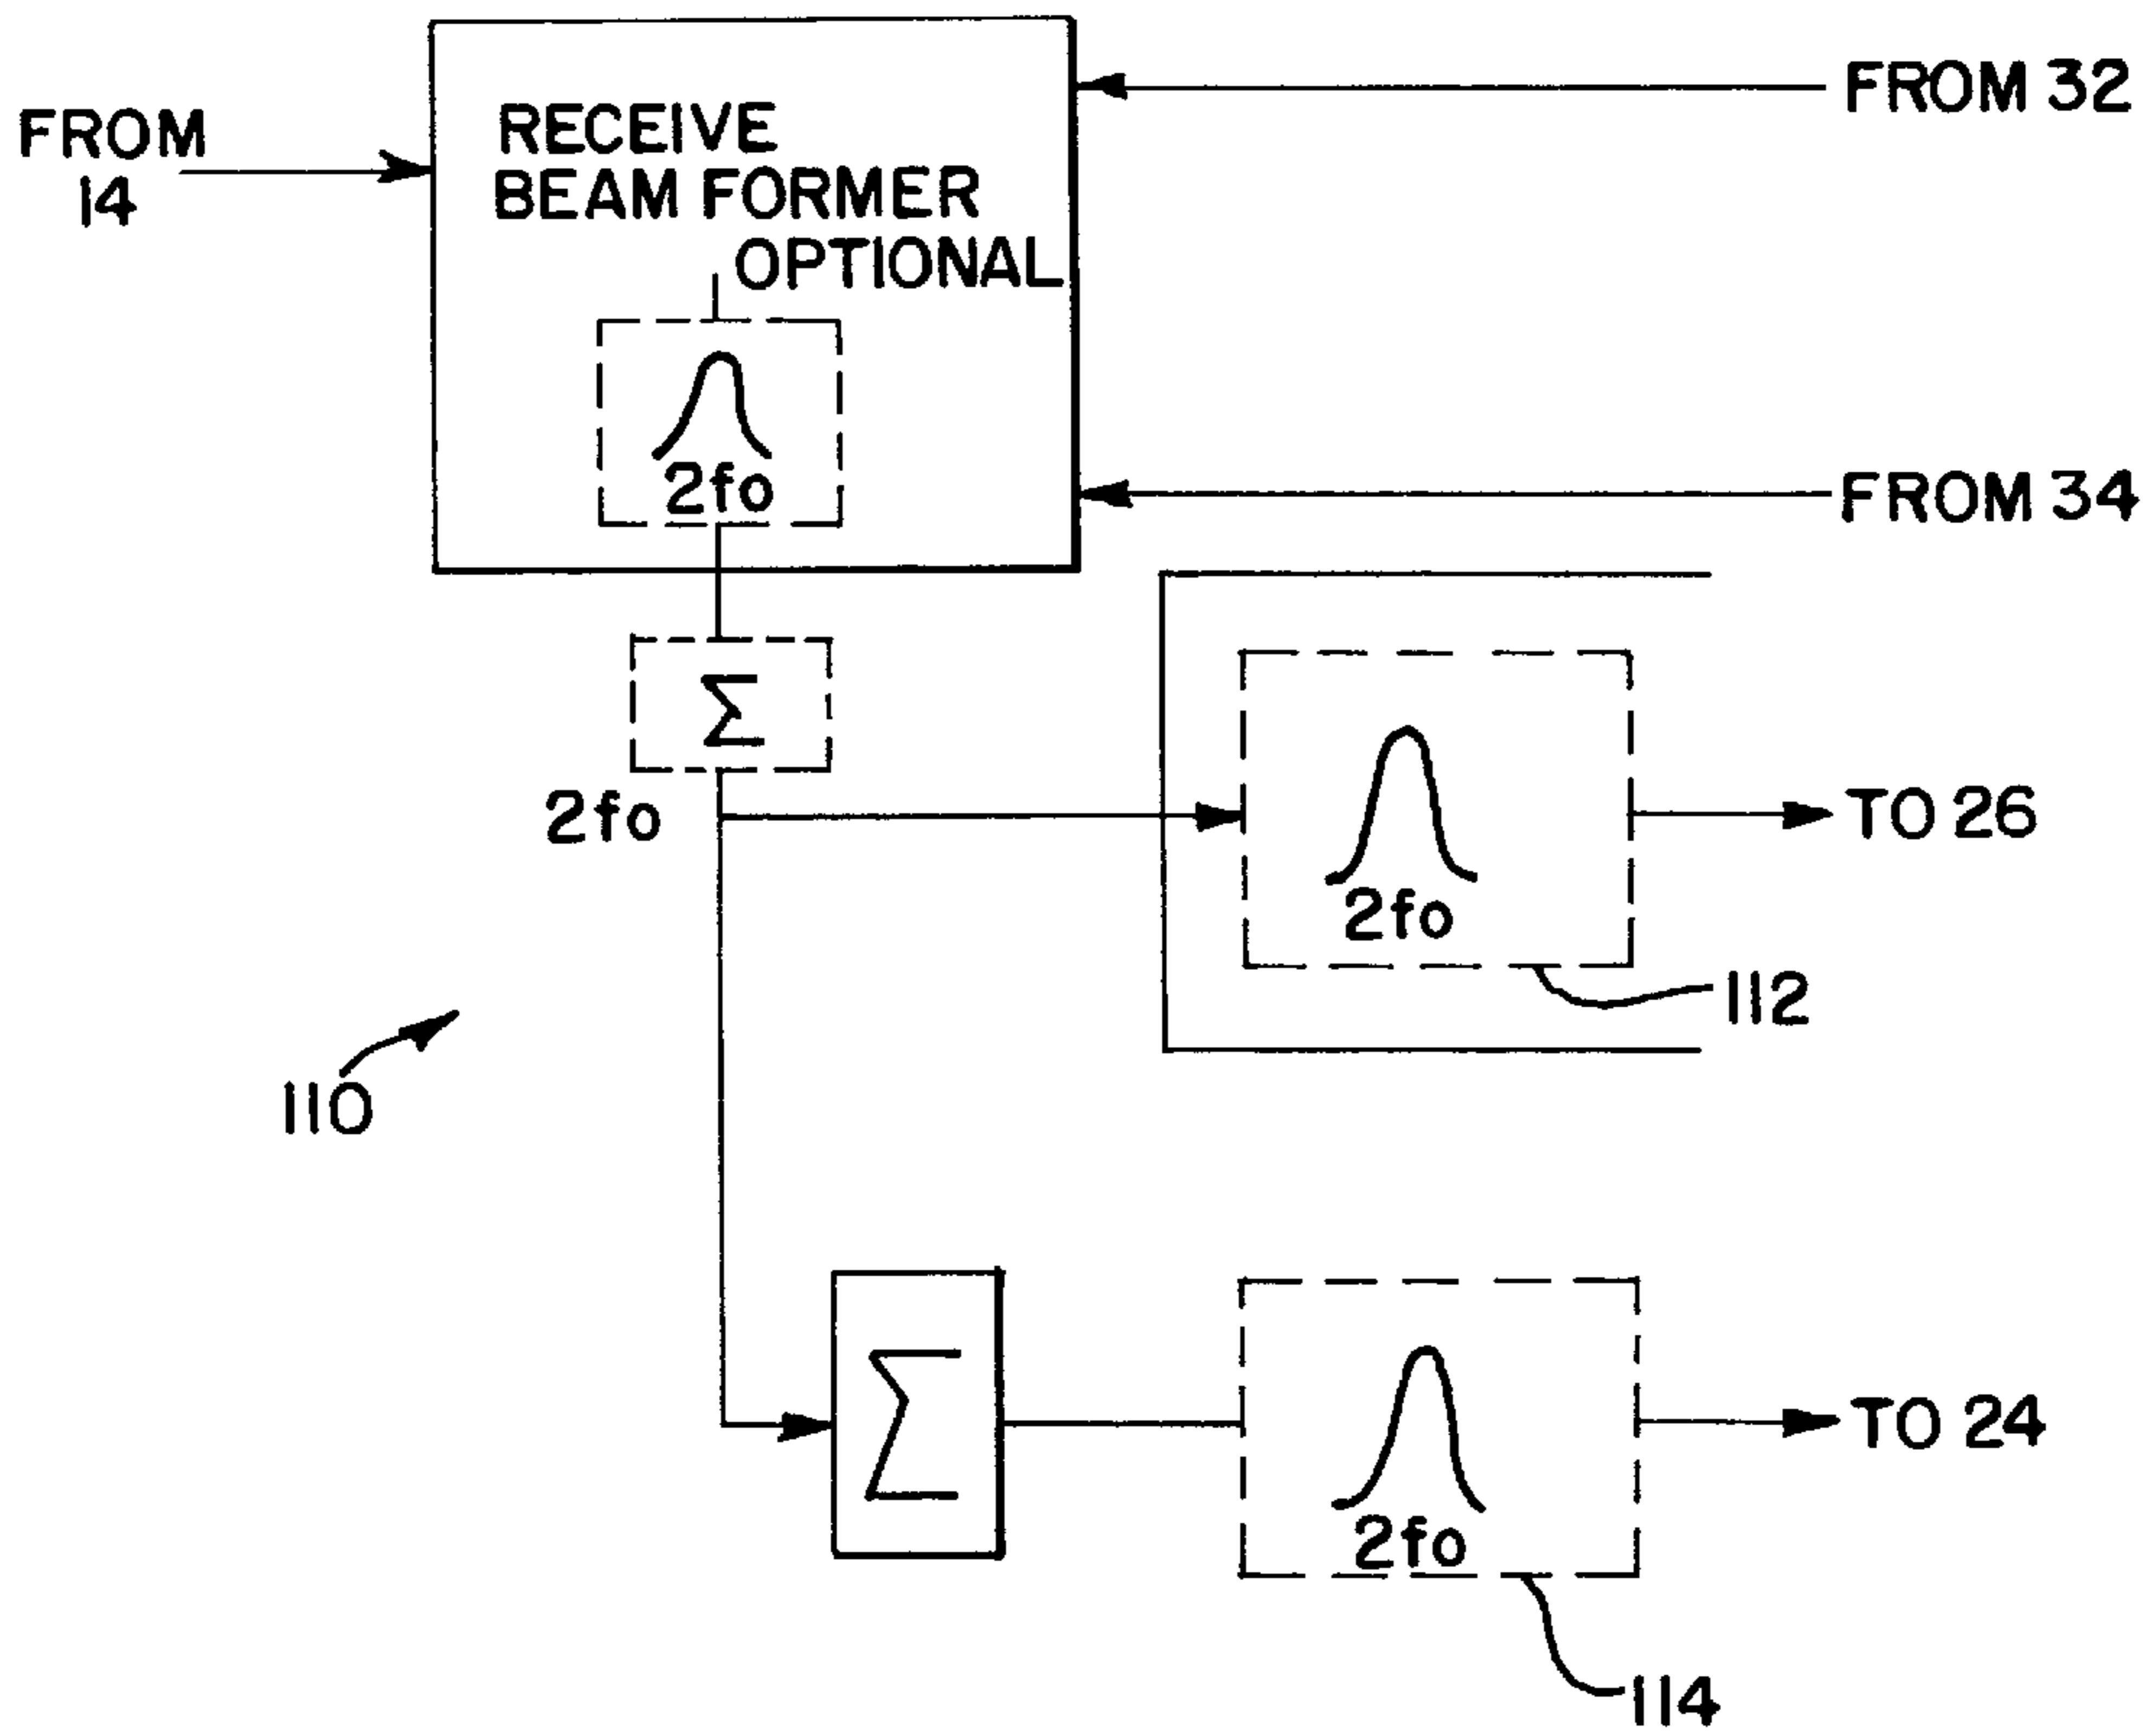 FROM 32
FROM
14
RECEIVE
BEAM FORMER
OPTIONAL
2fo
FROM 34
Σ
2fo
TO 26
2fo
112
110
Σ
TO 24
2fo
114